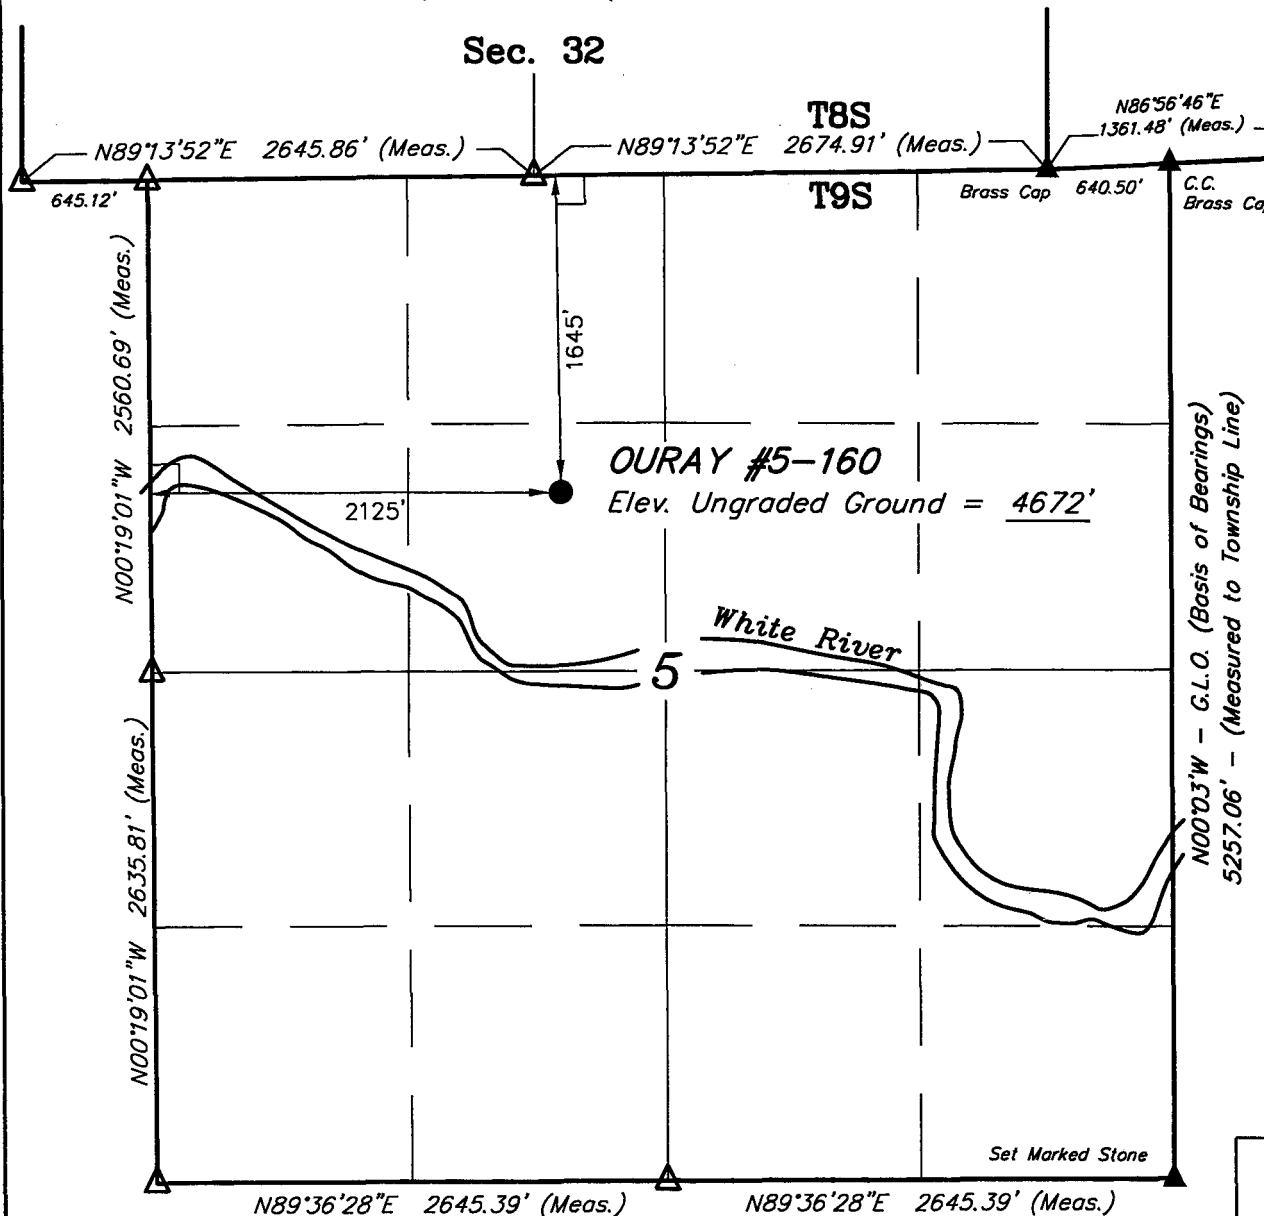 Sec. 32
T8S
N86°56'46"E
1361.48' (Meas.)
N89°13'52"E 2645.86' (Meas.)
N89°13'52"E 2674.91' (Meas.)
645.12'
T9S
Brass Cap
640.50'
C.C.
Brass Ca
N00°19'01"W 2560.69' (Meas.)
1645'
OURAY #5-160
Elev. Ungraded Ground = 4672'
2125'
White River
5
N00°03'W - G.L.O. (Basis of Bearings)
5257.06' - (Measured to Township Line)
N00°19'01"W 2635.81' (Meas.)
Set Marked Stone
N89°36'28"E 2645.39' (Meas.)
N89°36'28"E 2645.39' (Meas.)